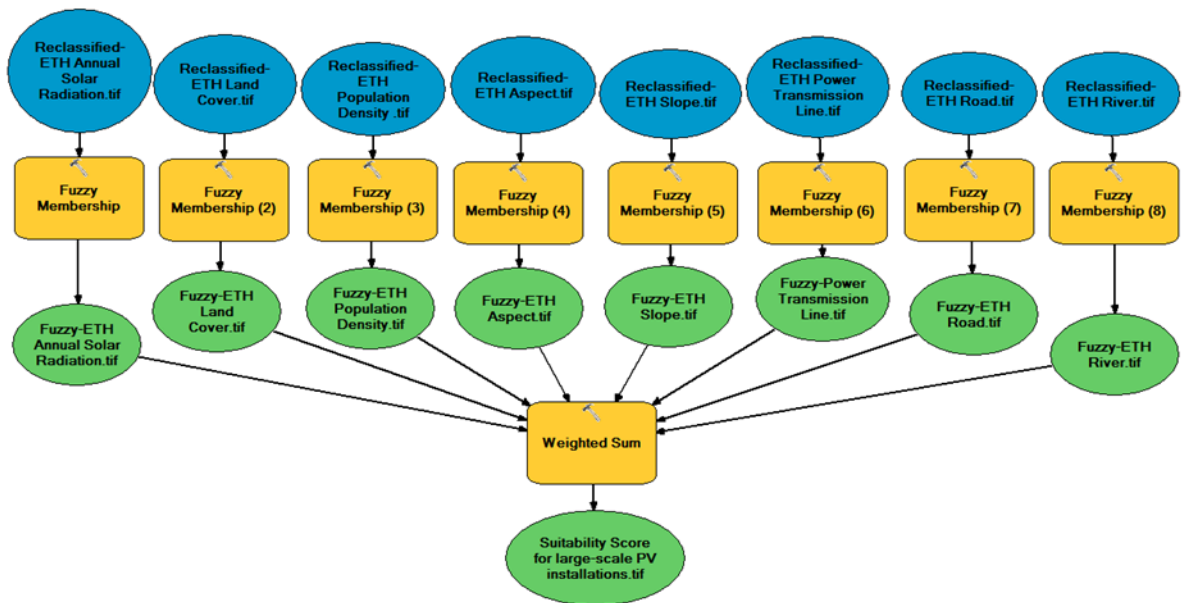 Reclassified-
ETH Annual
Solar
Radiation.tif
Reclassified-
ETH Land
Cover.tif
Reclassified-
ETH
Population
Density .tif
Reclassified-
ETH Aspect.tif
Reclassified-
ETH Slope.tif
Reclassified-
ETH Power
Transmission
Line.tif
Reclassified-
ETH Road.tif
Reclassified-
ETH River.tif
Fuzzy
Membership
Fuzzy
Membership (2)
Fuzzy
Membership (3)
Fuzzy
Membership (4)
Fuzzy
Membership (5)
Fuzzy
Membership (6)
Fuzzy
Membership (7)
Fuzzy
Membership (8)
Fuzzy-ETH
Annual Solar
Radiation.tif
Fuzzy-ETH
Land
Cover.tif
Fuzzy-ETH
Population
Density.tif
Fuzzy-ETH
Aspect.tif
Fuzzy-ETH
Slope.tif
Fuzzy-Power
Transmission
Line.tif
Fuzzy-ETH
Road.tif
Fuzzy-ETH
River.tif
Weighted Sum
Suitability Score
for large-scale PV
installations.tif